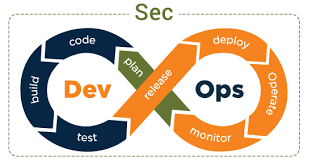 Sec
code
plan
build
Dev
test
release
deploy
Ops
Operate
monitor